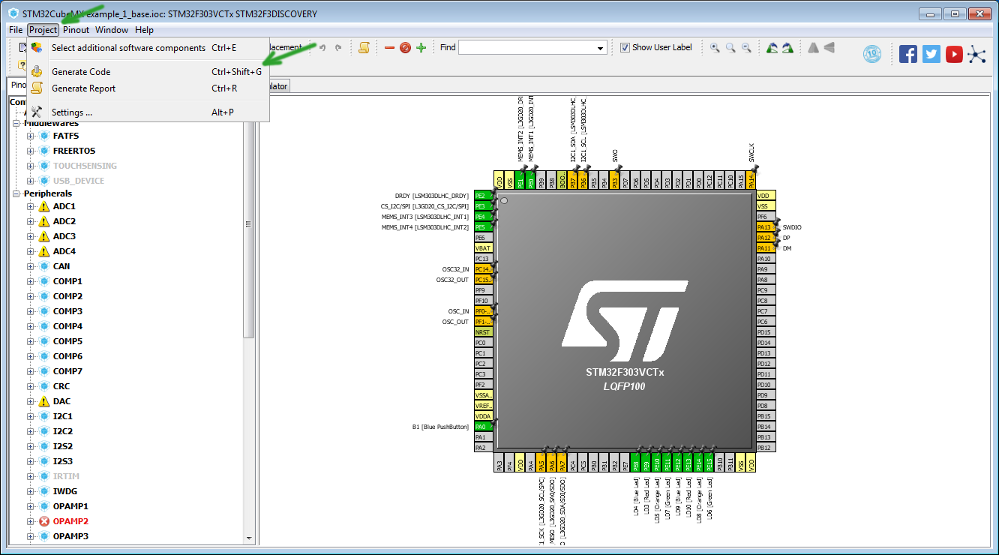 STM32CubeMX example_1_base.ioc: STM32F303VCTx STM32F3DISCOVERY
File Project Pinout Window Help
Select additional software components Ctrl+E
Generate Code Ctrl+Shift+G
Generate Report Ctrl+R
Settings ... Alt+P
Find
Show User Label
10
Middlewares
FATFS
FREERTOS
TOUCHSENSING
USB_DEVICE
Peripherals
ADC1
ADC2
ADC3
ADC4
CAN
COMP1
COMP2
COMP3
COMP4
COMP5
COMP6
COMP7
CRC
DAC
I2C1
I2C2
I2S2
I2S3
IRTIM
IWDG
OPAMP1
OPAMP2
OPAMP3
MEMS_INT2 [L3GD20_DR
MEMS_INT1 [L3GD20_INT
I2C1_SDA [LSM303DLHC_
I2C1_SCL [LSM303DLHC_
SWO
SWCLK
VDD
VSS
PE1
PE0
PB9
PB8
BOO..
PB7
PB6
PB5
PB4
PB3
PD7
PD6
PD5
PD4
PD3
PD2
PD1
PD0
PC12
PC11
PC10
PA15
PA14
DRDY [LSM303DLHC_DRDY] PE2
CS_I2C/SPI [L3GD20_CS_I2C/SPI] PE3
MEMS_INT3 [LSM303DLHC_INT1] PE4
MEMS_INT4 [LSM303DLHC_INT2] PE5
PE6
VBAT
PC13
OSC32_IN PC14..
OSC32_OUT PC15..
PF9
PF10
OSC_IN PF0-..
OSC_OUT PF1-..
NRST
PC0
PC1
PC2
PC3
PF2
VSSA..
VREF..
VDDA
B1 [Blue PushButton] PA0
PA1
PA2
ST
STM32F303VCTx
LQFP100
VDD
VSS
PF6
PA13 SWDIO
PA12 DP
PA11 DM
PA10
PA9
PA8
PC9
PC8
PC7
PC6
PD15
PD14
PD13
PD12
PD11
PD10
PD9
PD8
PB15
PB14
PB13
PB12
PA3
PF4
VDD
PA4
PA5
PA6
PA7
PC4
PC5
PB0
PB1
PB2
PE7
PE8
PE9
PE10
PE11
PE12
PE13
PE14
PE15
PB10
PB11
VSS
VDD
1_SCK [L3GD20_SCL/SPC]
MISO [L3GD20_SA0/SDO]
[L3GD20_SDA/SDI/SDO]
LD4 [Blue Led]
LD3 [Red Led]
LD5 [Orange Led]
LD7 [Green Led]
LD9 [Blue Led]
LD10 [Red Led]
LD8 [Orange Led]
LD6 [Green Led]